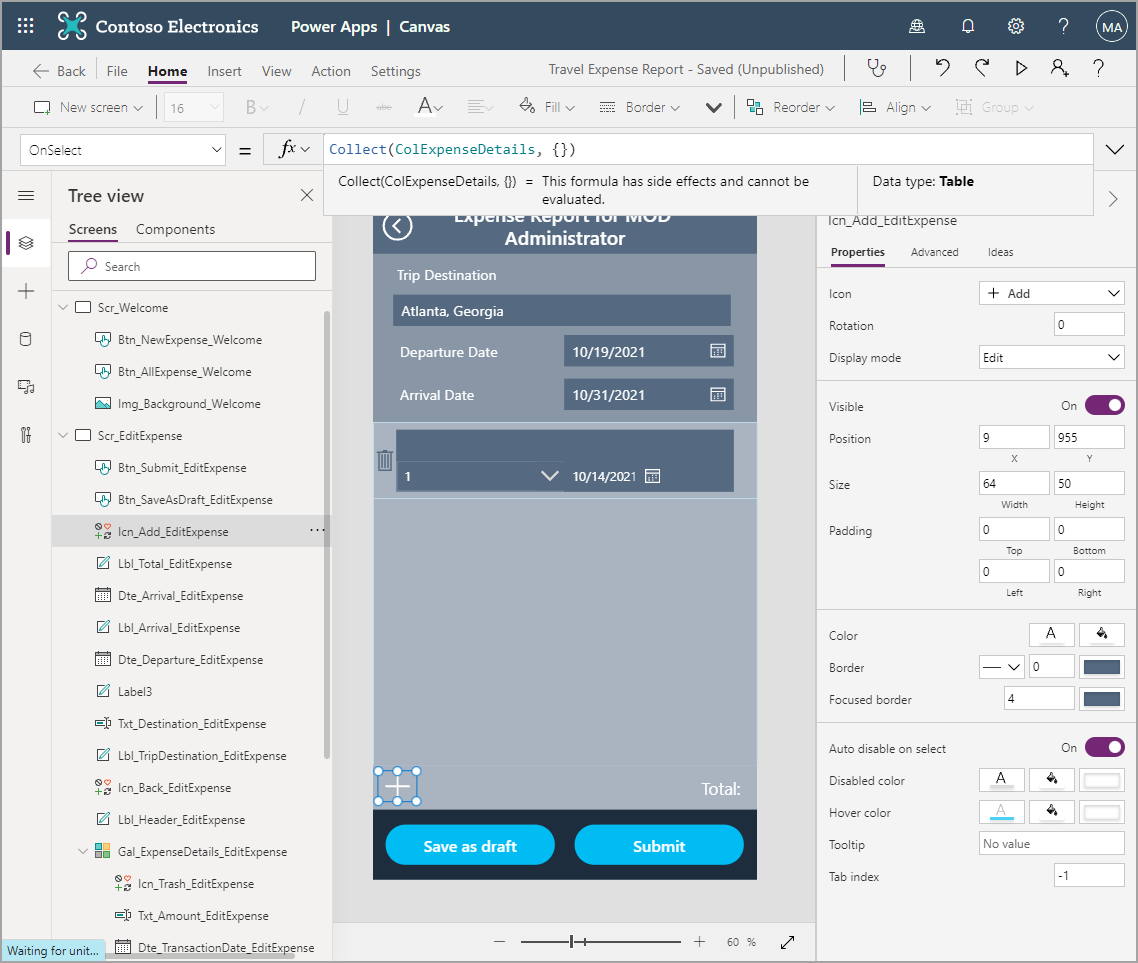 Contoso Electronics Power Apps | Canvas MA
Back File Home Insert View Action Settings Travel Expense Report - Saved (Unpublished) ?
New screen 16 B / U abc A Fill Border Reorder Align Group
OnSelect = fx Collect(ColExpenseDetails, {})
Collect(ColExpenseDetails, {}) = This formula has side effects and cannot be
evaluated.
Data type: Table
Tree view
Screens Components
Search
Scr_Welcome
Btn_NewExpense_Welcome
Btn_AllExpense_Welcome
Img_Background_Welcome
Scr_EditExpense
Btn_Submit_EditExpense
Btn_SaveAsDraft_EditExpense
Icn_Add_EditExpense ...
Lbl_Total_EditExpense
Dte_Arrival_EditExpense
Lbl_Arrival_EditExpense
Dte_Departure_EditExpense
Label3
Txt_Destination_EditExpense
Lbl_TripDestination_EditExpense
Icn_Back_EditExpense
Lbl_Header_EditExpense
Gal_ExpenseDetails_EditExpense
Icn_Trash_EditExpense
Txt_Amount_EditExpense
Dte_TransactionDate_EditExpense
Waiting for unit...
Expense Report for MOD
Administrator
Trip Destination
Atlanta, Georgia
Departure Date 10/19/2021
Arrival Date 10/31/2021
1 10/14/2021
Total:
Save as draft Submit
60 %
Icn_Add_EditExpense
Properties Advanced Ideas
Icon Add
Rotation 0
Display mode Edit
Visible On
Position 9 955
X Y
Size 64 50
Width Height
Padding 0 0
Top Bottom
0 0
Left Right
Color A
Border 0
Focused border 4
Auto disable on select On
Disabled color A
Hover color A
Tooltip No value
Tab index -1